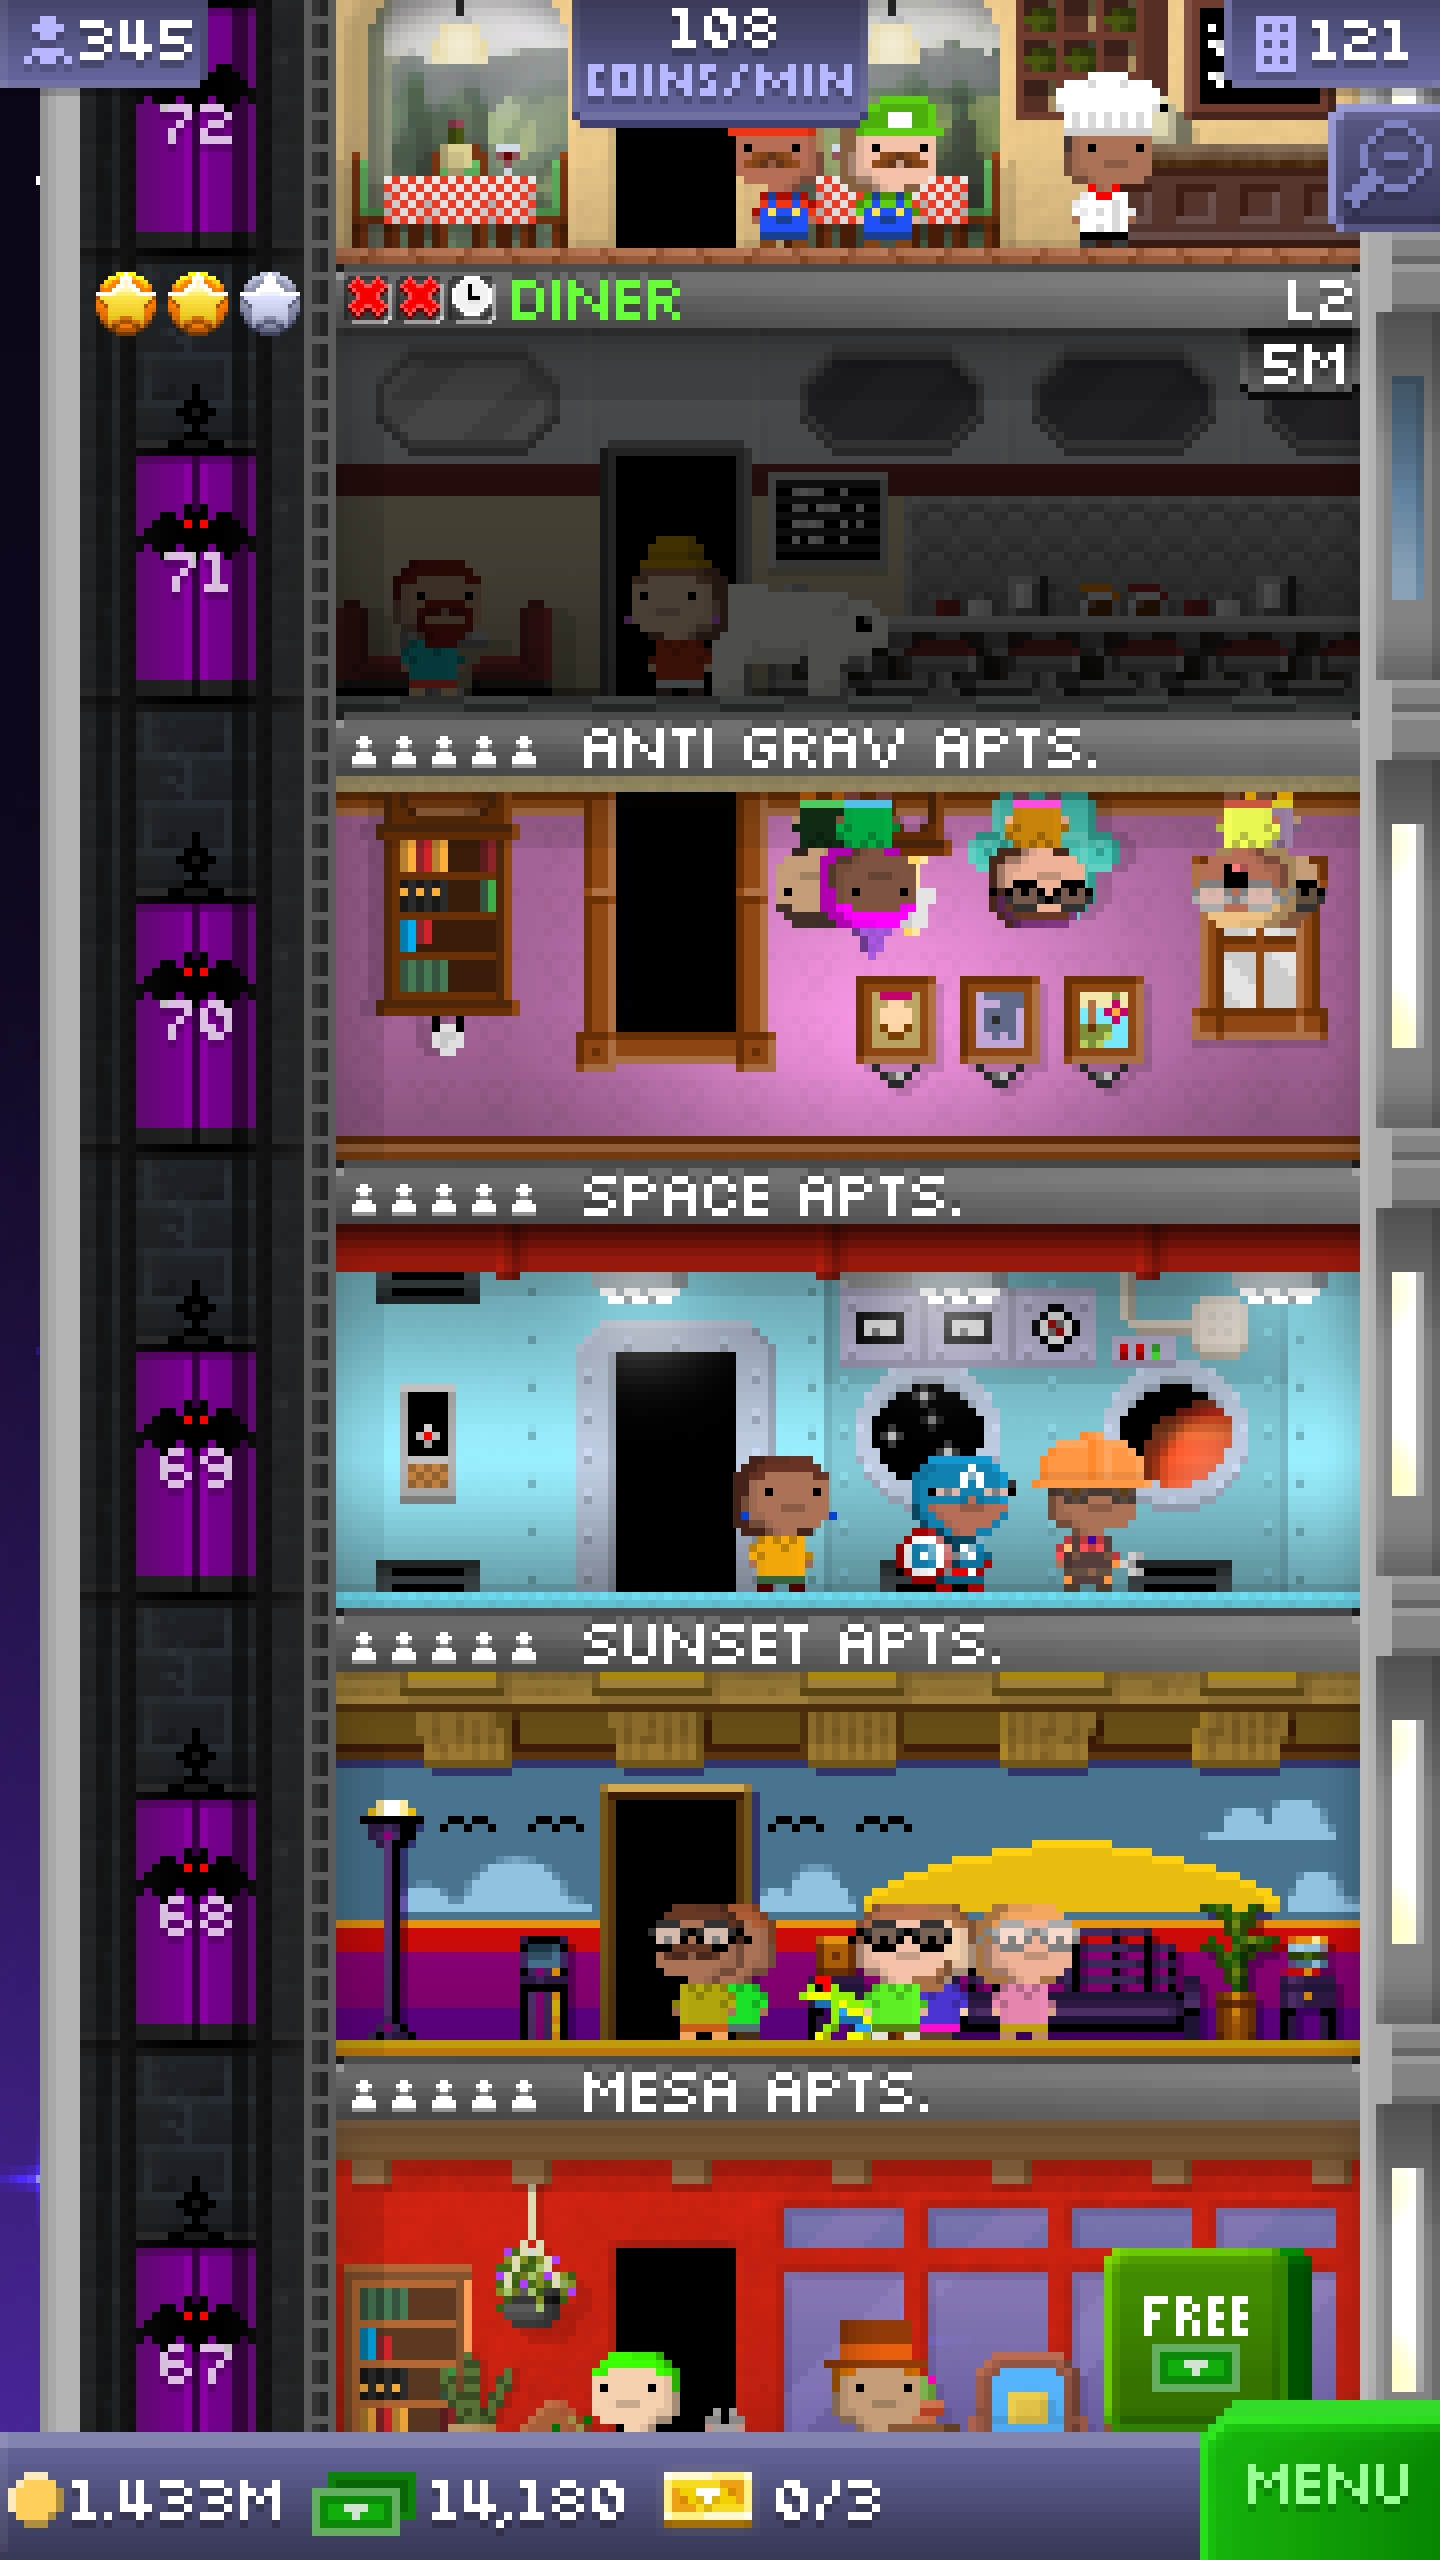 345
108
COINS/MIN
121
72
DINER
L2
5M
71
ANTI GRAV APTS.
70
SPACE APTS.
69
SUNSET APTS.
68
MESA APTS.
67
FREE
1.433M
14,180
0/3
MENU